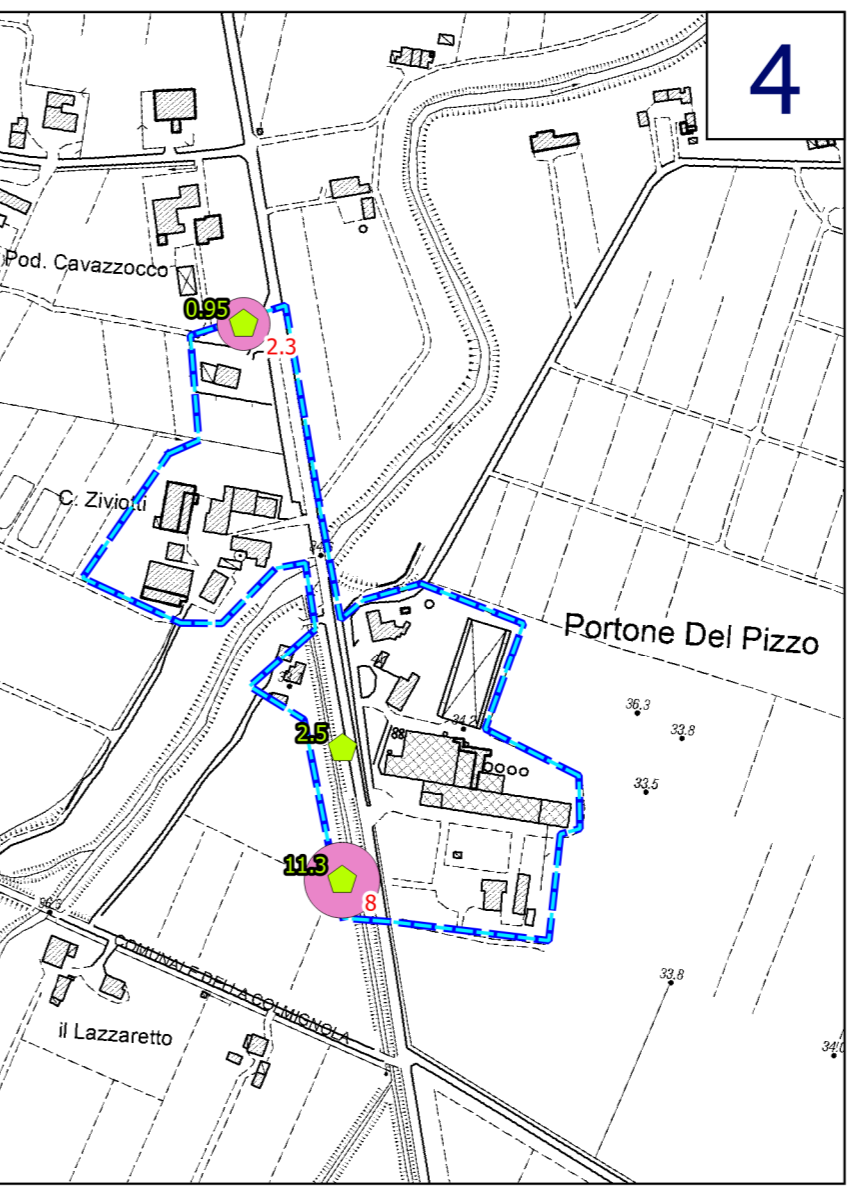 4
Pod. Cavazzocco
0.95
2.3
C. Ziviotti
Portone Del Pizzo
36.3
33.8
34.2
2.5
33.5
11.3
8
COMUNALE DELLA COLMIGNOLA
33.8
il Lazzaretto